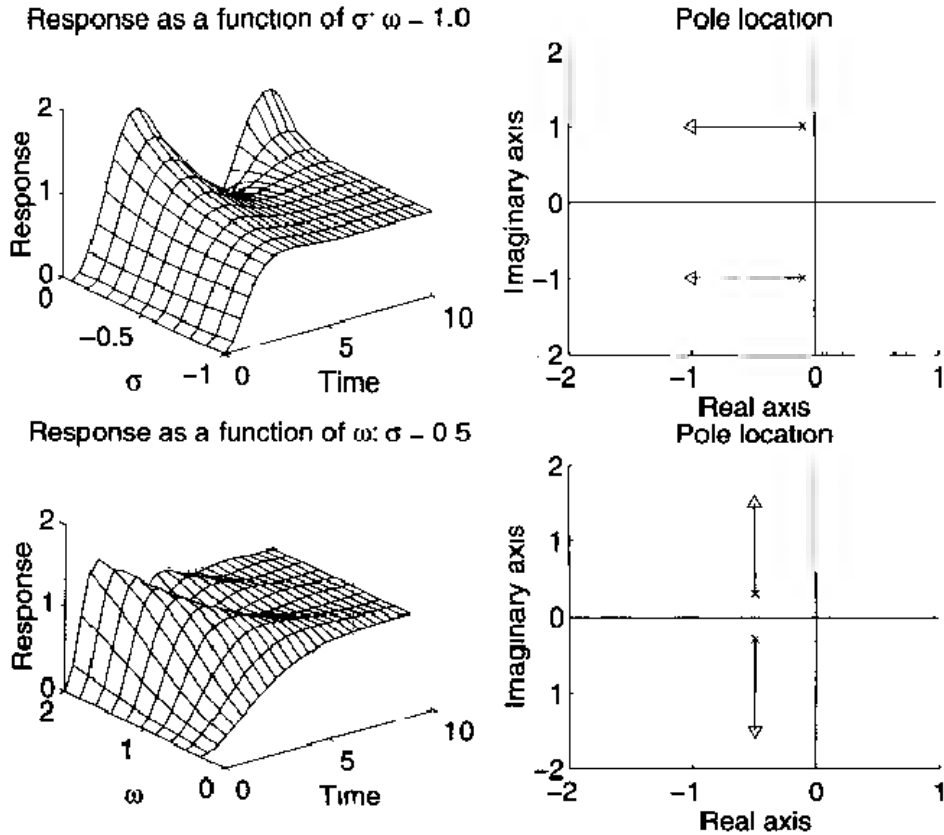 Response as a function of σ: ω – 1.0
Pole location
2
1
0
Response
0
-0.5
-1
σ
0
5
10
Time
2
1
0
-1
2
Imaginary axis
-2
-1
0
1
Real axis
Response as a function of ω: σ – 0 5
Pole location
2
1
0
Response
2
1
0
ω
0
5
10
Time
2
1
0
1
-2
Imaginary axis
-2
-1
0
1
Real axis